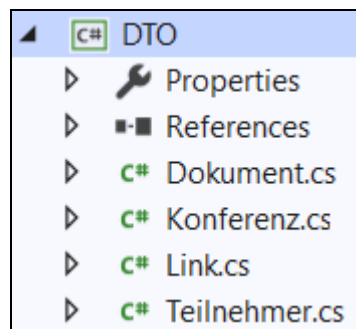 C# DTO
Properties
References
C# Dokument.cs
C# Konferenz.cs
C# Link.cs
C# Teilnehmer.cs